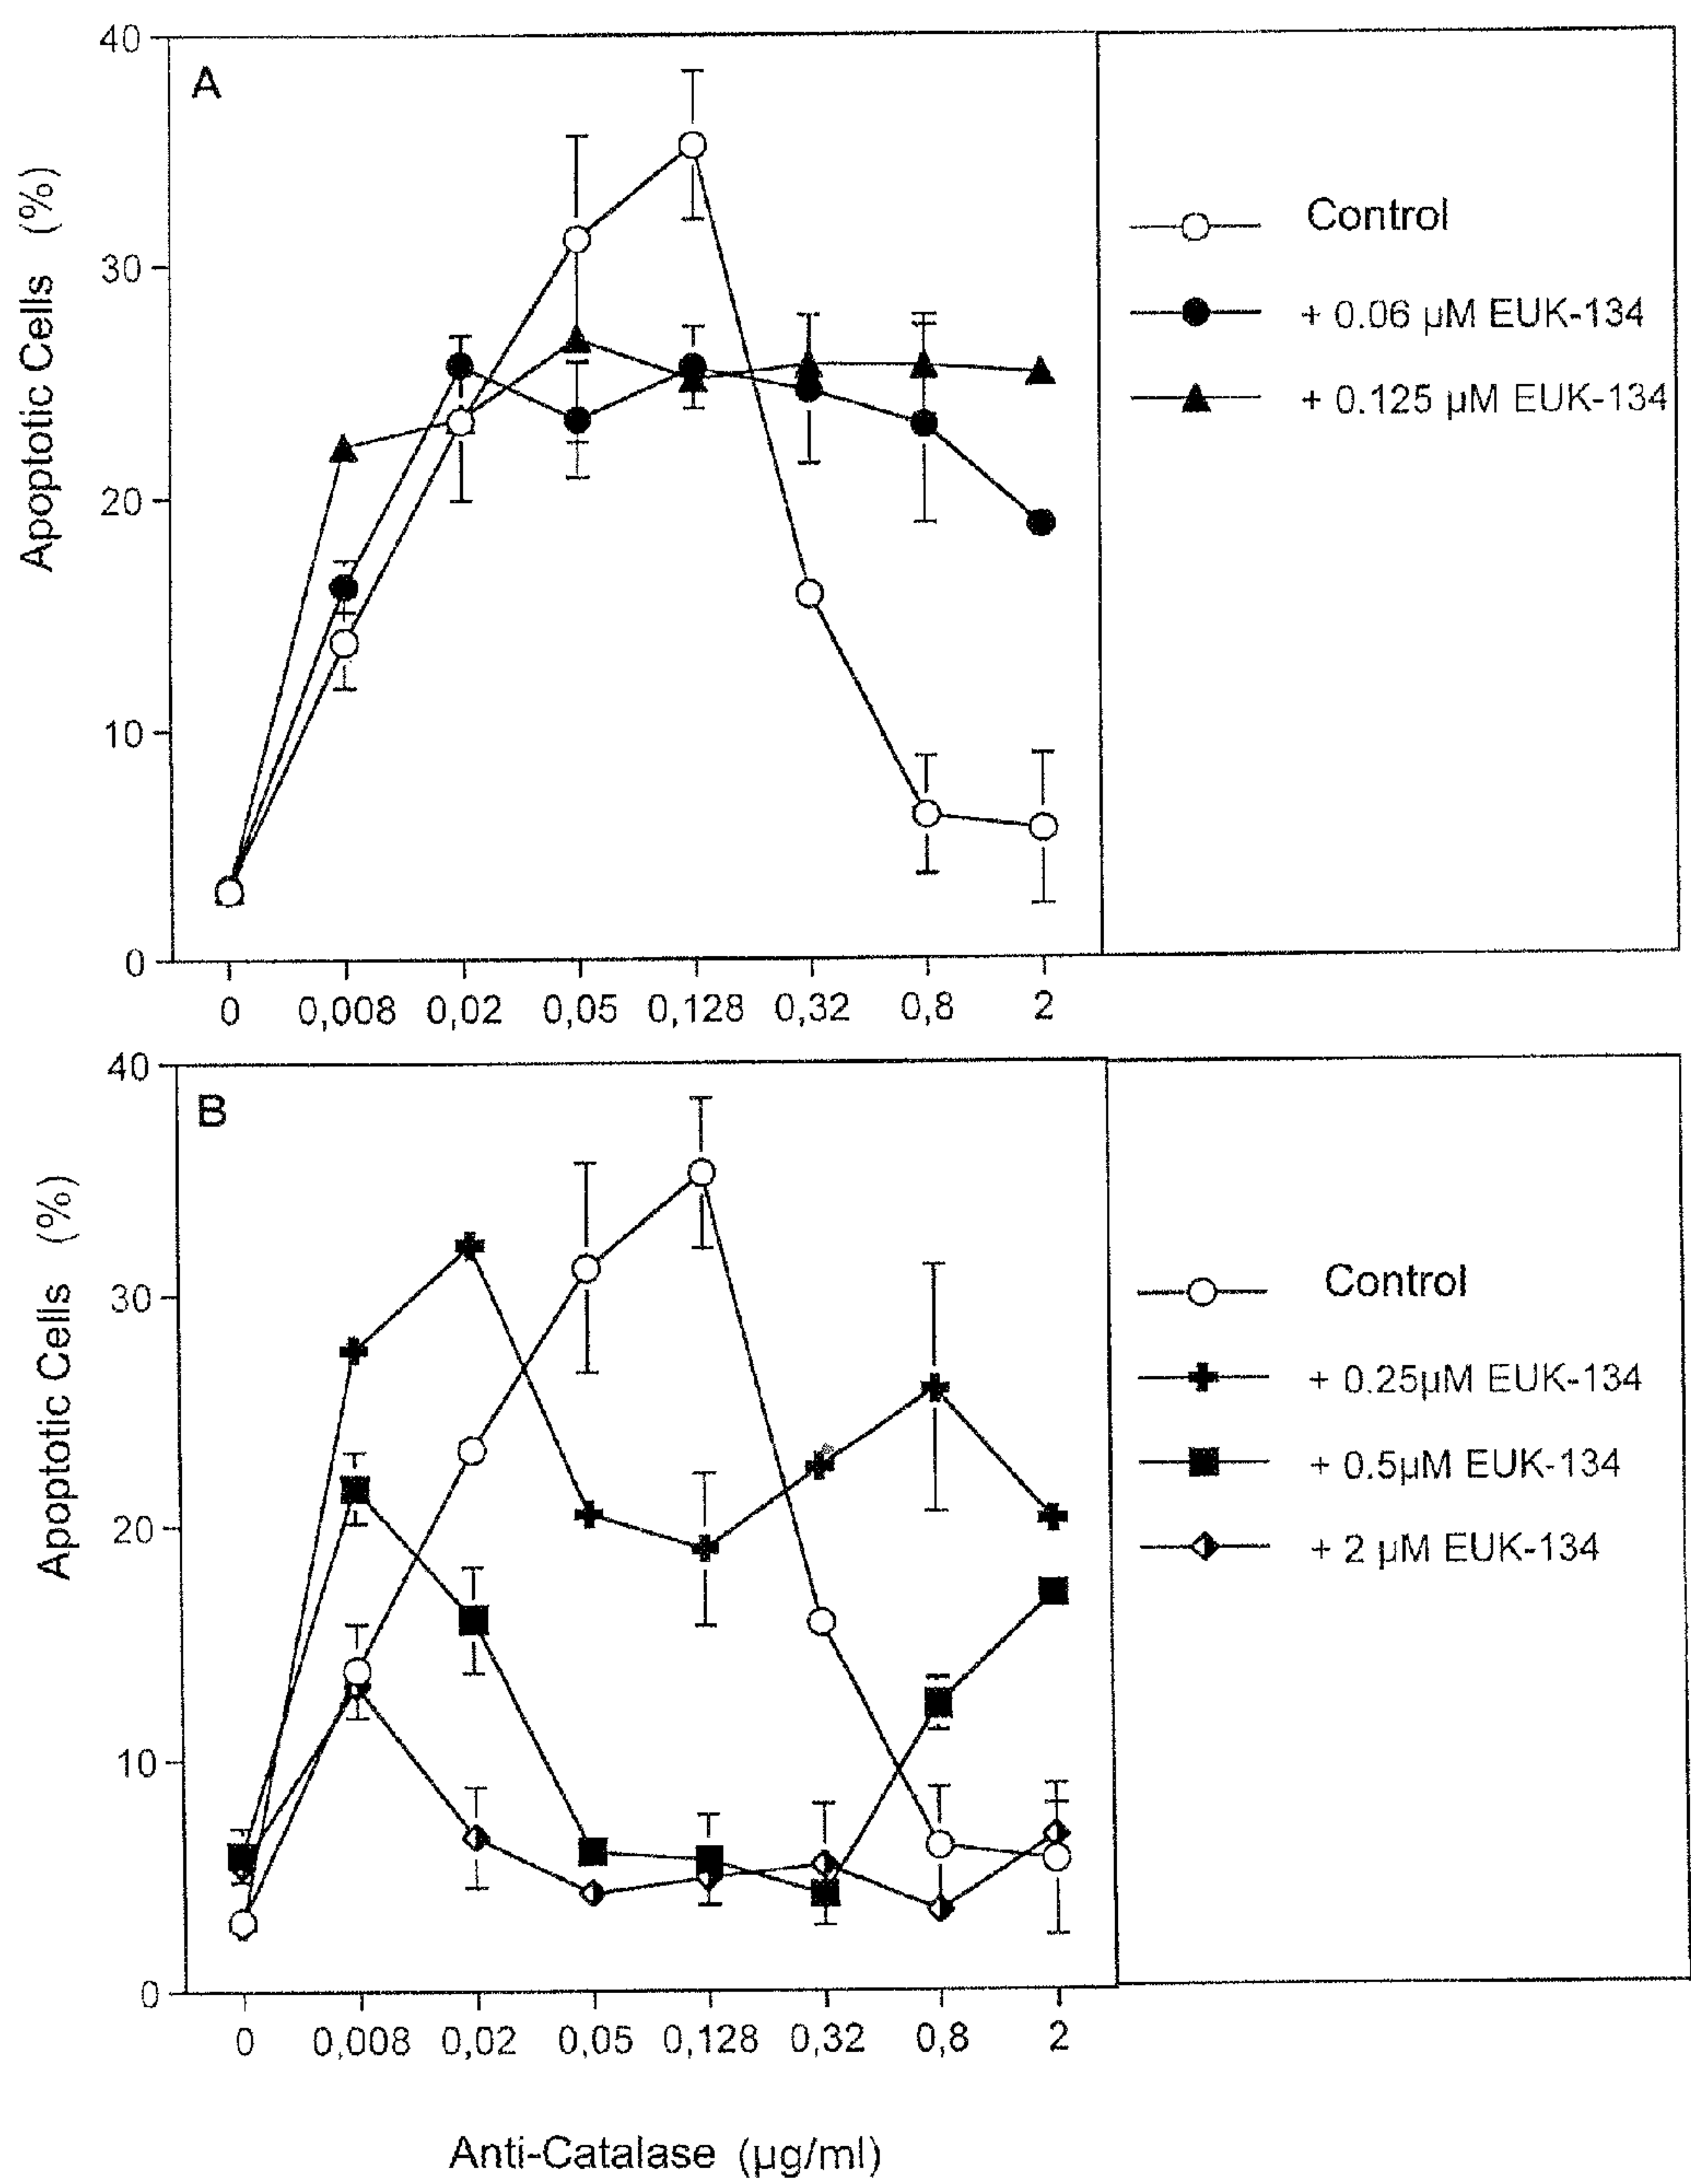 A
Apoptotic Cells (%)
40
30
20
10
0
0 0,008 0,02 0,05 0,128 0,32 0,8 2
Control
+ 0.06 µM EUK-134
+ 0.125 µM EUK-134
B
Apoptotic Cells (%)
40
30
20
10
0
0 0,008 0,02 0,05 0,128 0,32 0,8 2
Control
+ 0.25µM EUK-134
+ 0.5µM EUK-134
+ 2 µM EUK-134
Anti-Catalase (µg/ml)